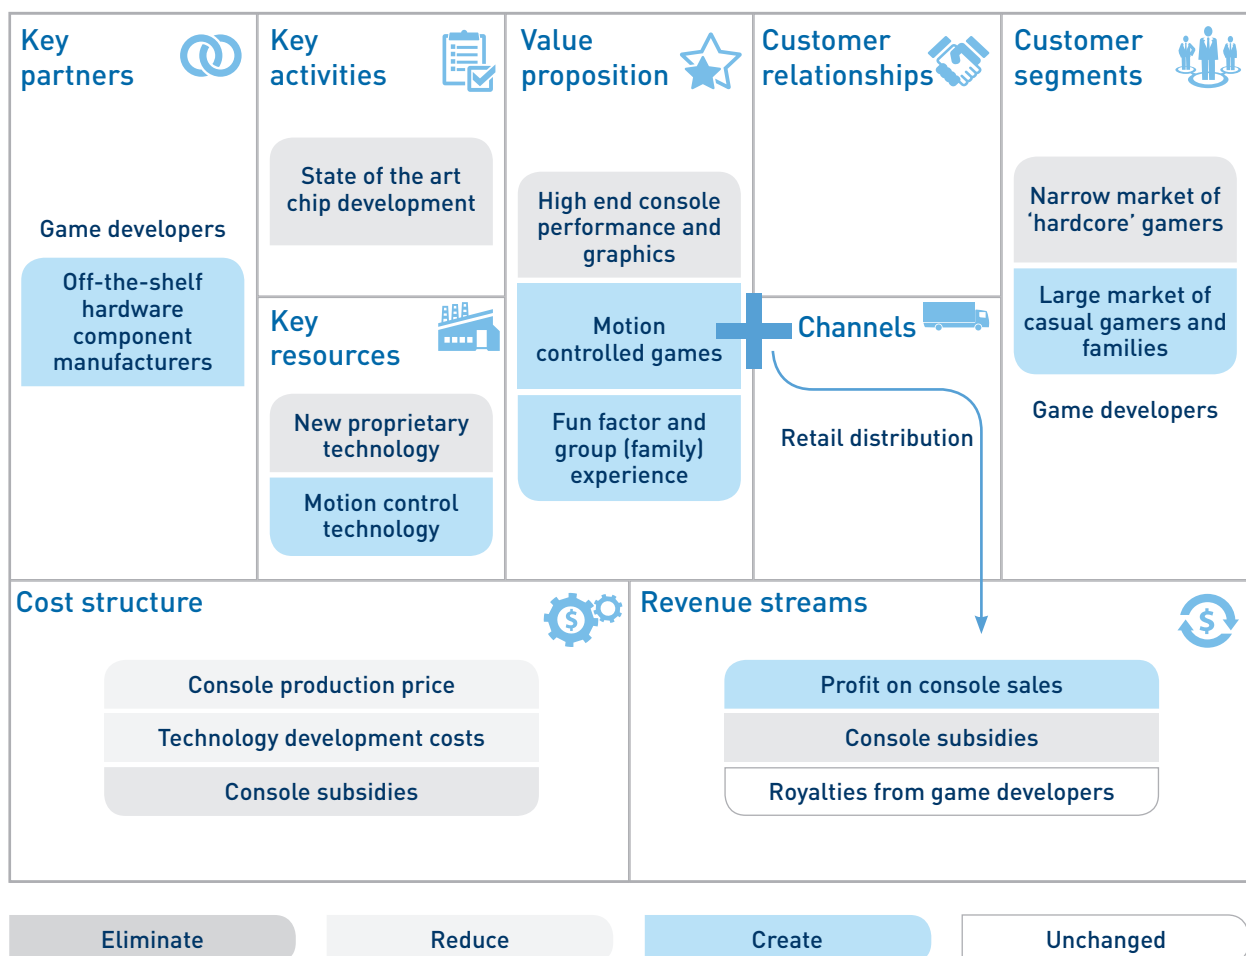 Key
partners
Game developers
Off-the-shelf
hardware
component
manufacturers
Key
activities
State of the art
chip development
Key
resources
New proprietary
technology
Motion control
technology
Value
proposition
High end console
performance and
graphics
Motion
controlled games
Fun factor and
group (family)
experience
Customer
relationships
Channels
Retail distribution
Customer
segments
Narrow market of
‘hardcore’ gamers
Large market of
casual gamers and
families
Game developers
Cost structure
$
Console production price
Technology development costs
Console subsidies
Revenue streams
$
Profit on console sales
Console subsidies
Royalties from game developers
Eliminate
Reduce
Create
Unchanged